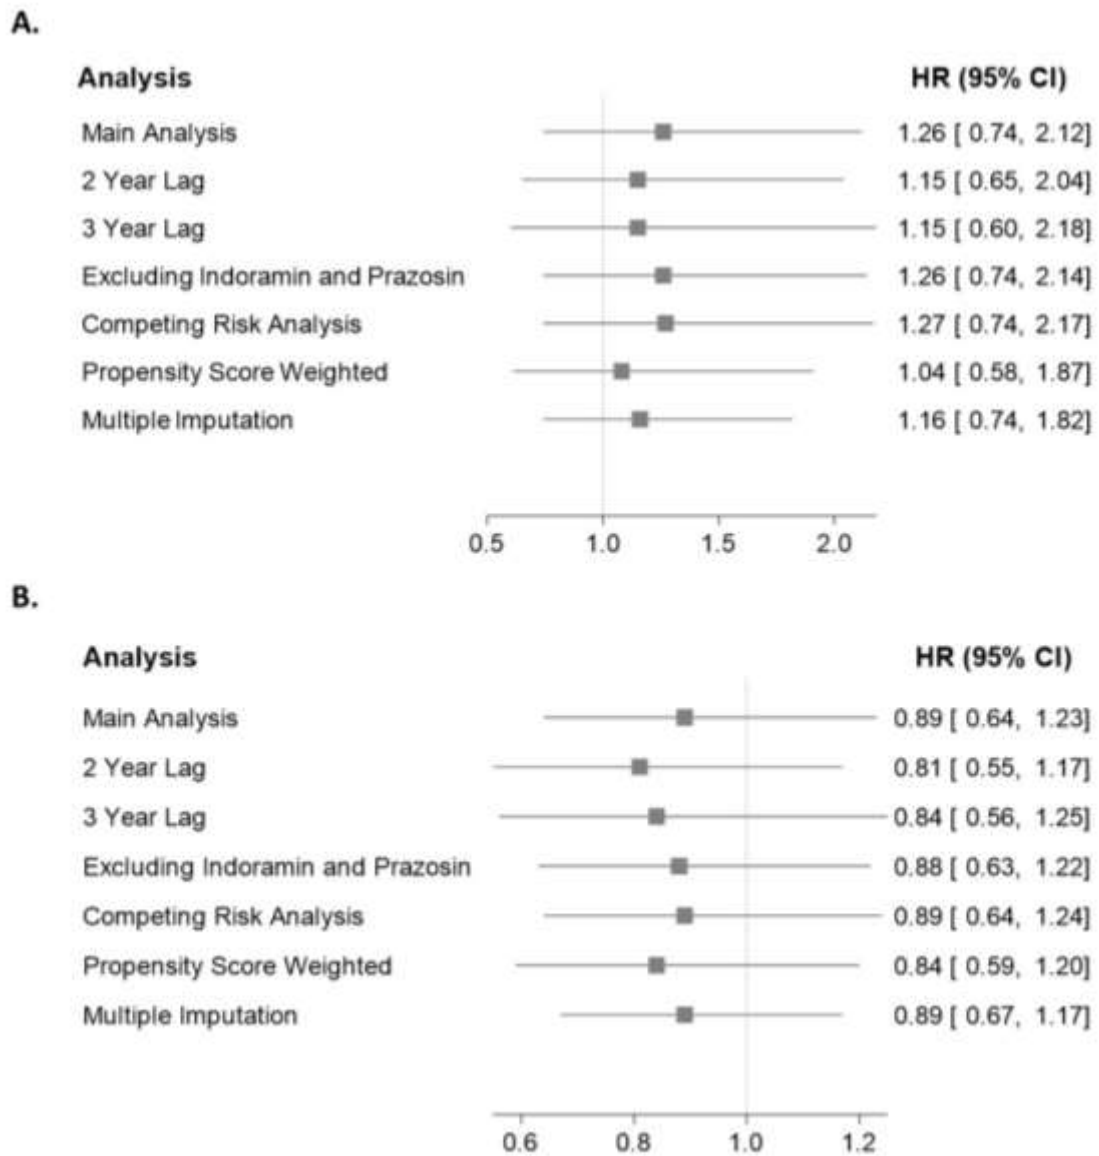 A.
Analysis HR (95% CI)
Main Analysis 1.26 [ 0.74, 2.12]
2 Year Lag 1.15 [ 0.65, 2.04]
3 Year Lag 1.15 [ 0.60, 2.18]
Excluding Indoramin and Prazosin 1.26 [ 0.74, 2.14]
Competing Risk Analysis 1.27 [ 0.74, 2.17]
Propensity Score Weighted 1.04 [ 0.58, 1.87]
Multiple Imputation 1.16 [ 0.74, 1.82]
0.5 1.0 1.5 2.0
B.
Analysis HR (95% CI)
Main Analysis 0.89 [ 0.64, 1.23]
2 Year Lag 0.81 [ 0.55, 1.17]
3 Year Lag 0.84 [ 0.56, 1.25]
Excluding Indoramin and Prazosin 0.88 [ 0.63, 1.22]
Competing Risk Analysis 0.89 [ 0.64, 1.24]
Propensity Score Weighted 0.84 [ 0.59, 1.20]
Multiple Imputation 0.89 [ 0.67, 1.17]
0.6 0.8 1.0 1.2